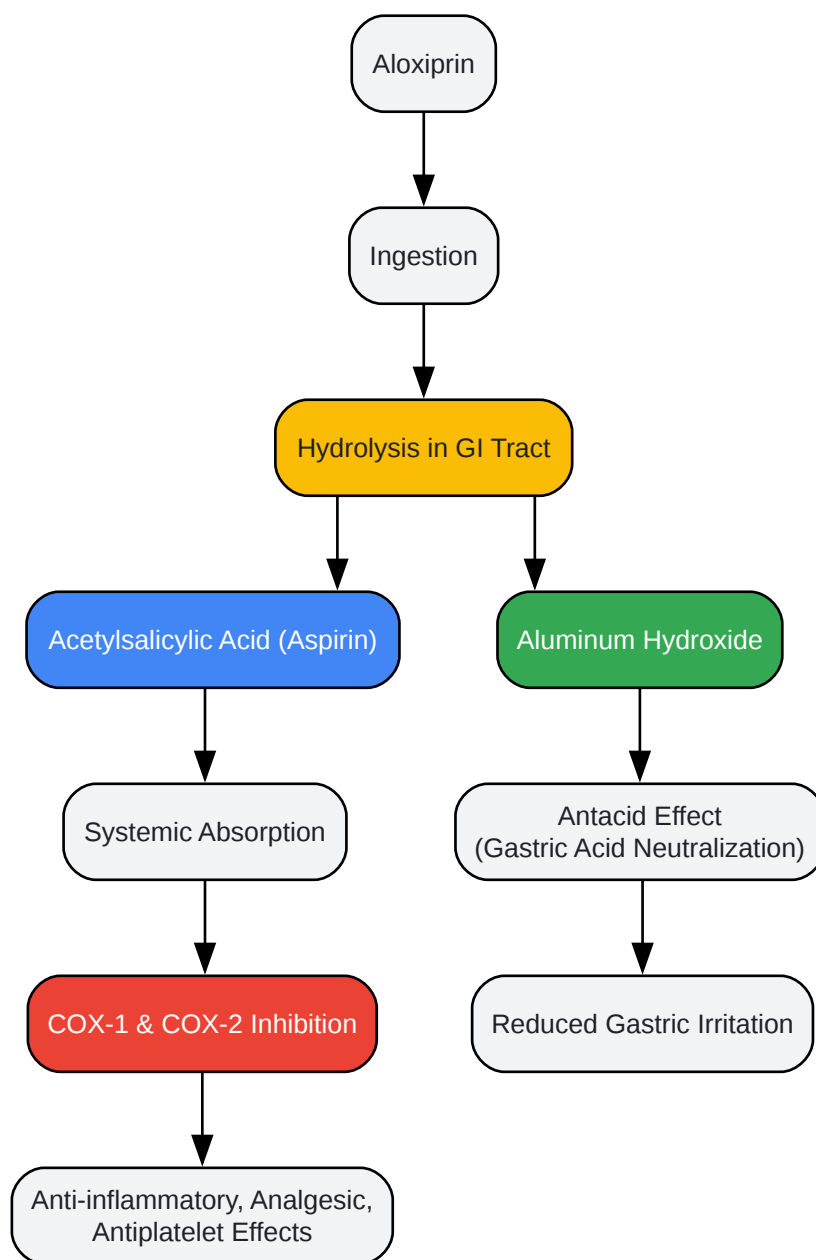 Aloxiprin
Ingestion
Hydrolysis in GI Tract
Acetylsalicylic Acid (Aspirin)
Aluminum Hydroxide
Systemic Absorption
Antacid Effect
(Gastric Acid Neutralization)
COX-1 & COX-2 Inhibition
Reduced Gastric Irritation
Anti-inflammatory, Analgesic,
Antiplatelet Effects